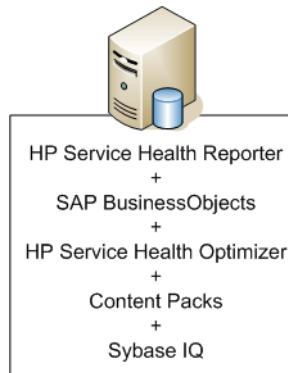 HP Service Health Reporter
+
SAP BusinessObjects
+
HP Service Health Optimizer
+
Content Packs
+
Sybase IQ